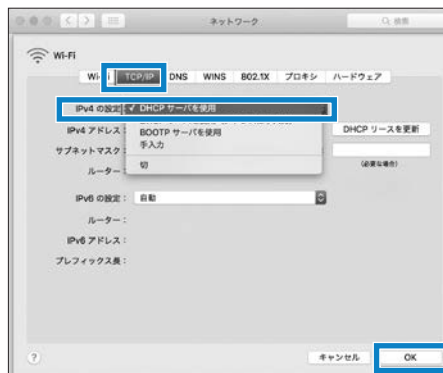 ネットワーク
検索
Wi-Fi
Wi-Fi TCP/IP DNS WINS 802.1X プロキシ ハードウェア
IPv4 の設定 ✓ DHCP サーバを使用
BOOTP サーバを使用
手入力
切
IPv4 アドレス：
DHCP リースを更新
サブネットマスク：
(必要な場合)
ルーター：
IPv6 の設定： 自動
ルーター：
IPv6 アドレス：
プレフィックス長：
? キャンセル OK